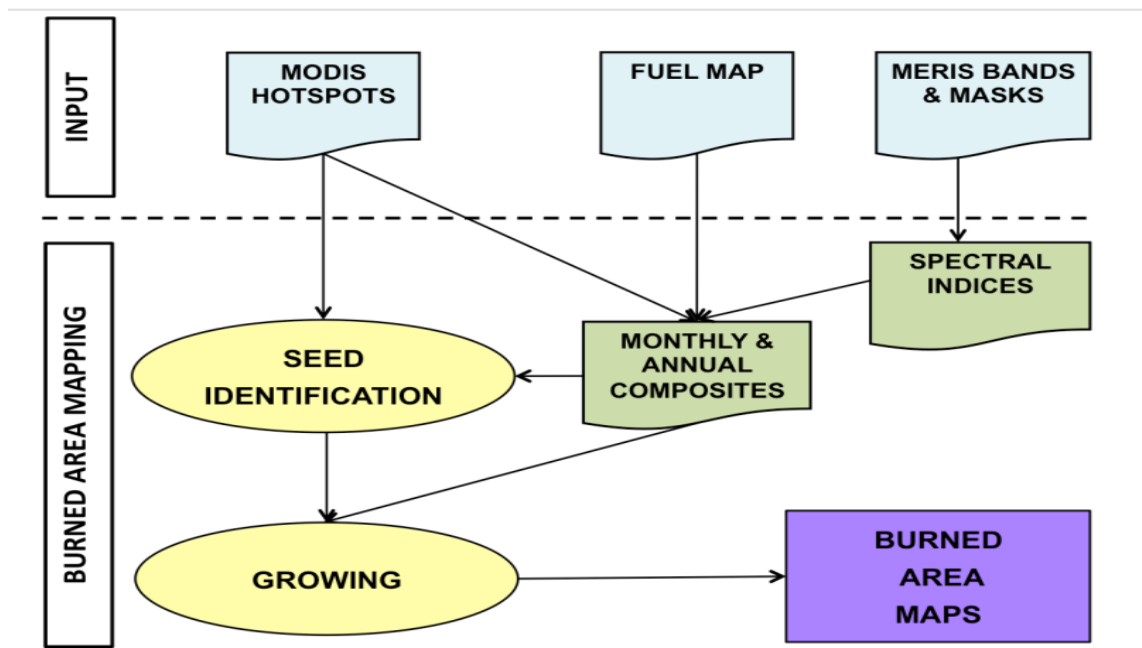 INPUT
MODIS
HOTSPOTS
FUEL MAP
MERIS BANDS
& MASKS
BURNED AREA MAPPING
SPECTRAL
INDICES
SEED
IDENTIFICATION
MONTHLY &
ANNUAL
COMPOSITES
GROWING
BURNED
AREA
MAPS